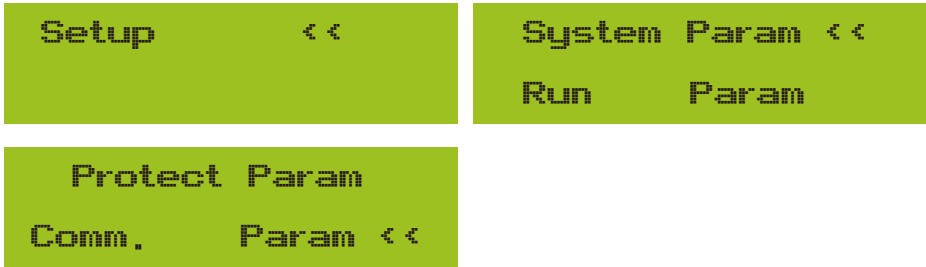 Setup <<
System Param <<
Run Param
Protect Param
Comm. Param <<